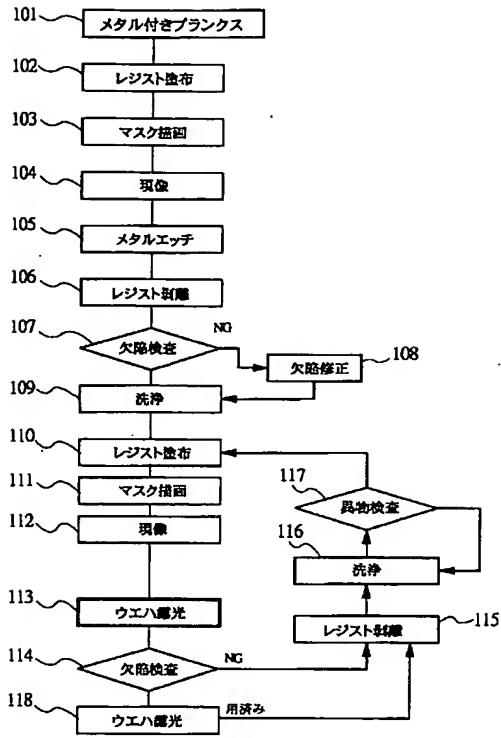 101
メタル付きブランクス
102
レジスト塗布
103
マスク描画
104
現像
105
メタルエッチ
106
レジスト剥離
107
欠陥検査
NG
108
欠陥修正
109
洗浄
110
レジスト塗布
111
マスク描画
112
現像
117
異物検査
116
洗浄
113
ウエハ露光
115
レジスト剥離
114
欠陥検査
NG
118
ウエハ露光
用済み